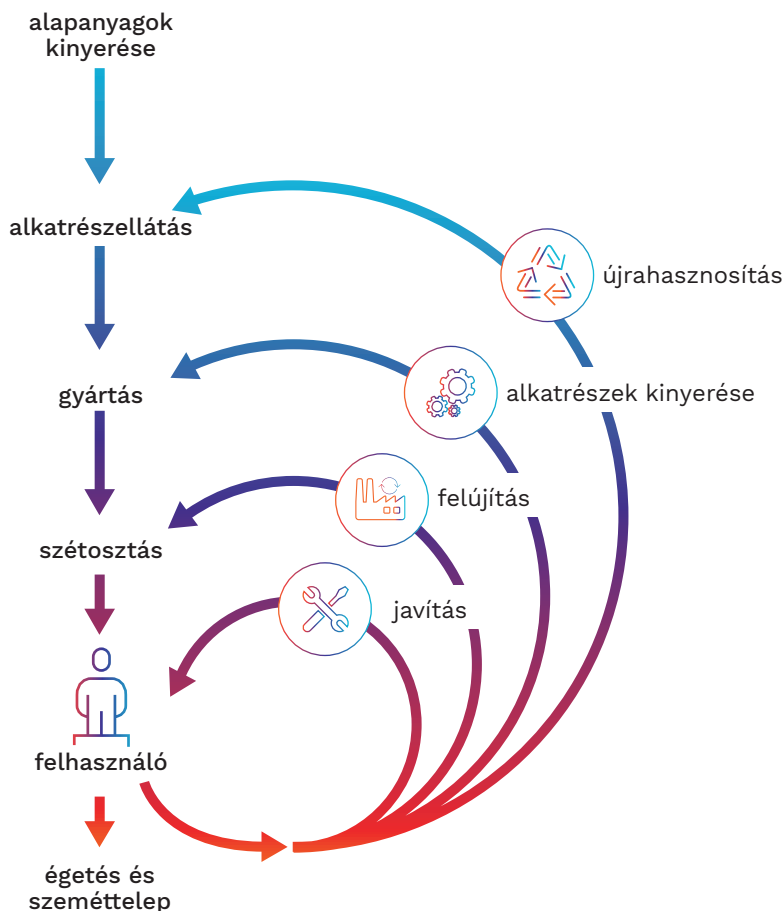 alapanyagok
kinyerése
alkatrészellátás
újrahasznosítás
gyártás
alkatrészek kinyerése
felújítás
szétosztás
javítás
felhasználó
égetés és
szeméttelep